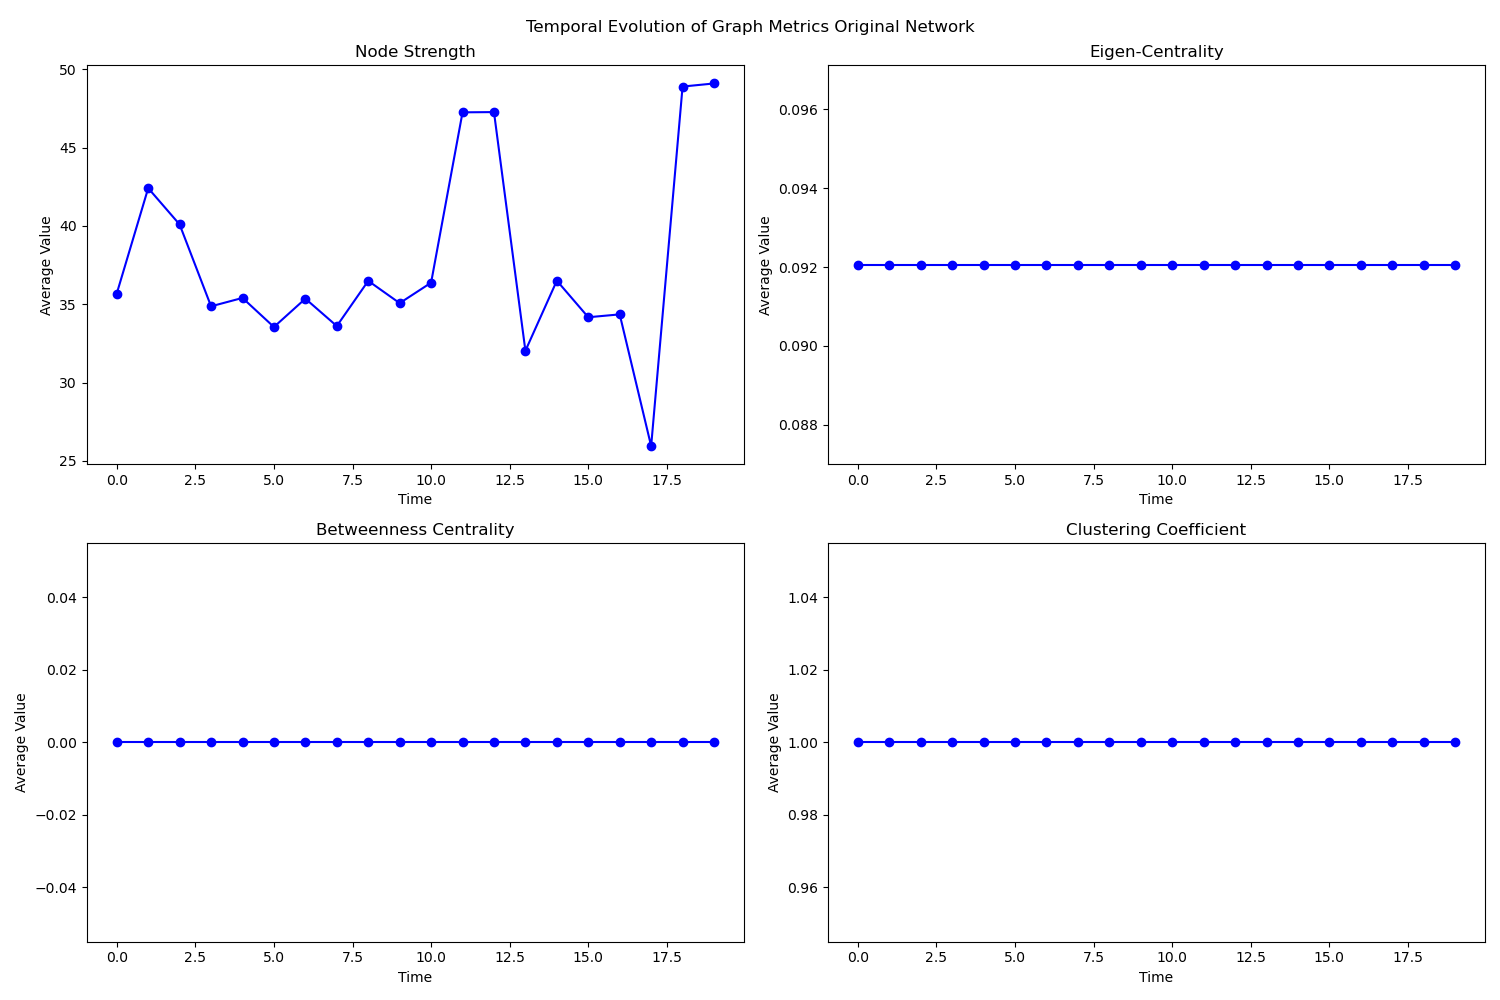 Temporal Evolution of Graph Metrics Original Network
Node Strength
50
45
40
35
30
25
Average Value
0.0 2.5 5.0 7.5 10.0 12.5 15.0 17.5
Time
Eigen-Centrality
0.096
0.094
0.092
0.090
0.088
Average Value
0.0 2.5 5.0 7.5 10.0 12.5 15.0 17.5
Time
Betweenness Centrality
0.04
0.02
0.00
−0.02
−0.04
Average Value
0.0 2.5 5.0 7.5 10.0 12.5 15.0 17.5
Time
Clustering Coefficient
1.04
1.02
1.00
0.98
0.96
Average Value
0.0 2.5 5.0 7.5 10.0 12.5 15.0 17.5
Time